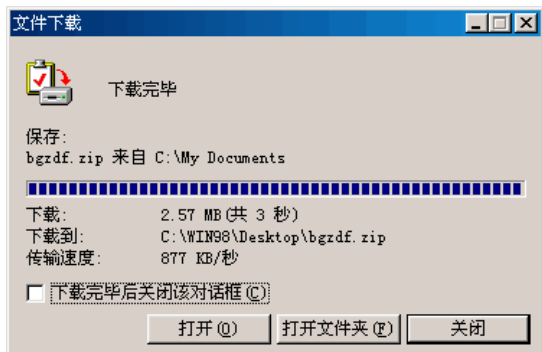 文件下载
下载完毕
保存:
bgzdf.zip 来自 C:\My Documents
下载: 2.57 MB(共 3 秒)
下载到: C:\WIN98\Desktop\bgzdf.zip
传输速度: 877 KB/秒
下载完毕后关闭该对话框(C)
打开(O) 打开文件夹(F) 关闭